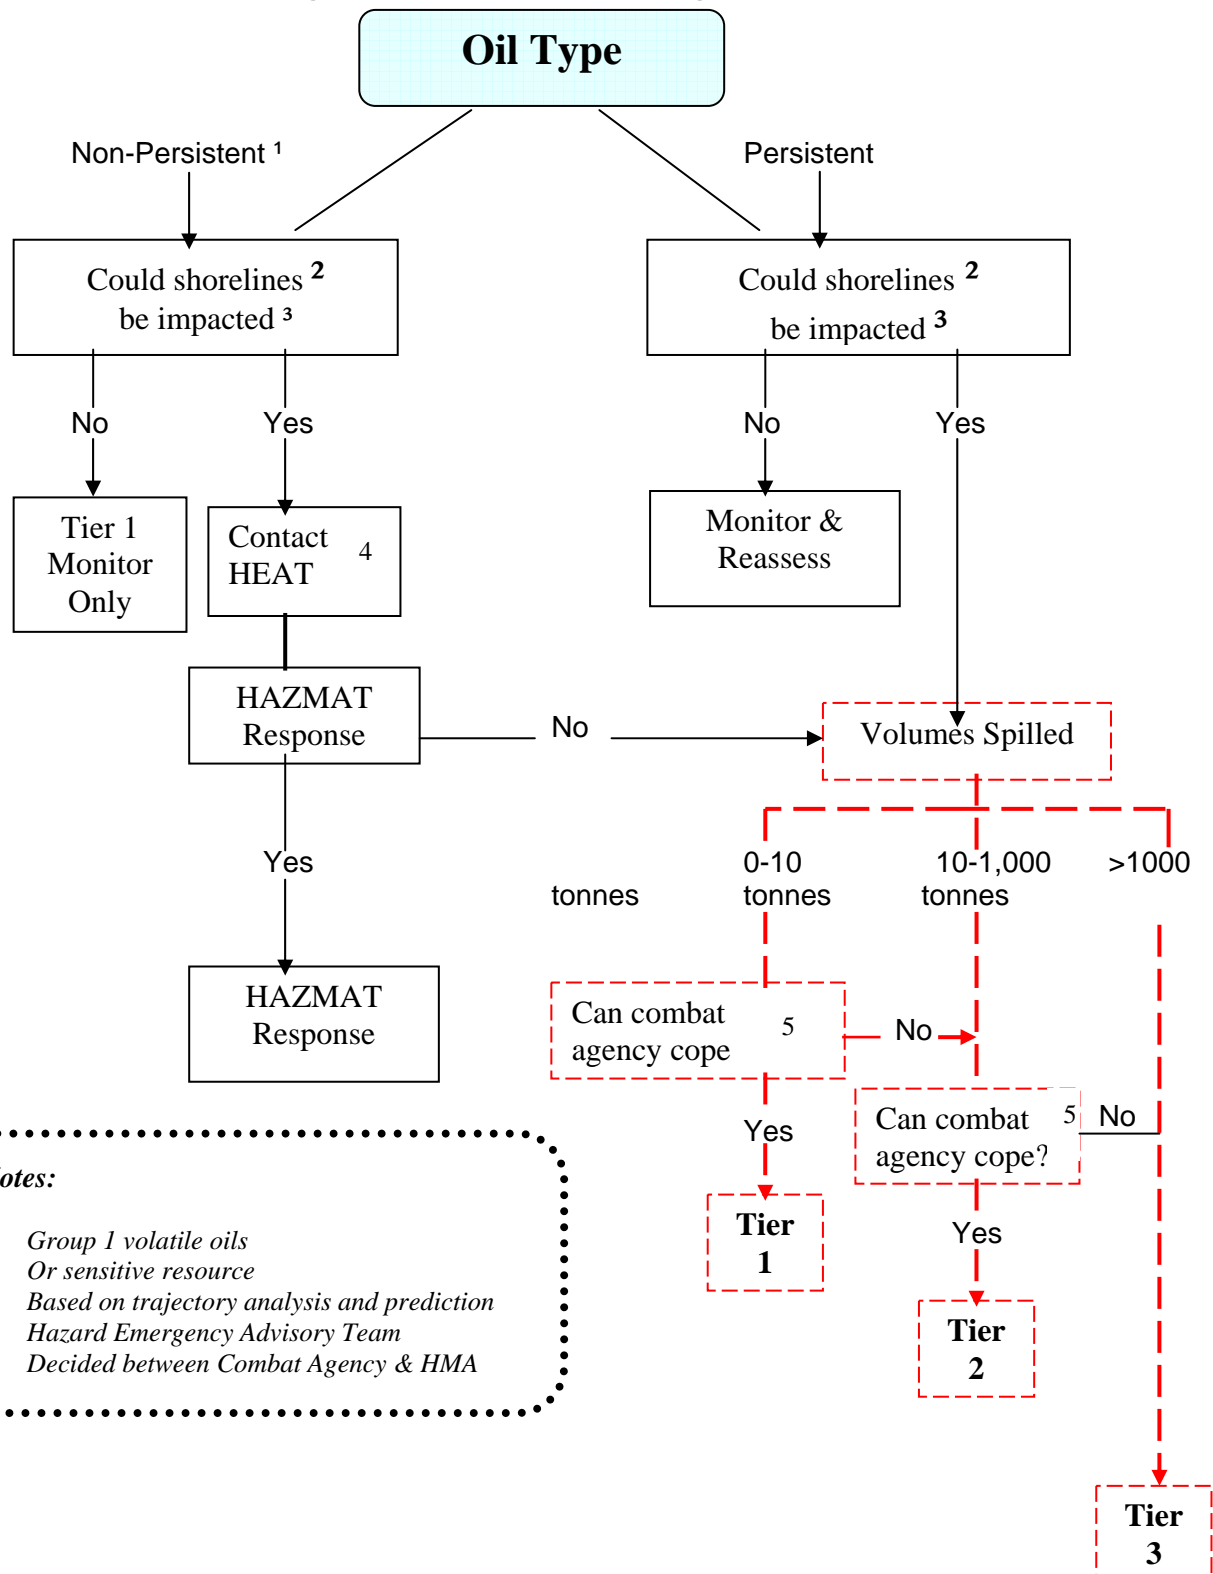 Oil Type
Non-Persistent ¹
Persistent
Could shorelines ²
be impacted ³
Could shorelines ²
be impacted ³
No
Yes
No
Yes
Tier 1
Monitor
Only
Contact 4
HEAT
Monitor &
Reassess
HAZMAT
Response
No
Volumes Spilled
Yes
0-10 10-1,000 >1000
tonnes tonnes tonnes
HAZMAT
Response
Can combat 5
agency cope
No
Can combat 5
agency cope?
No
Yes
Yes
Tier
1
Tier
2
Tier
3
otes:
Group 1 volatile oils
Or sensitive resource
Based on trajectory analysis and prediction
Hazard Emergency Advisory Team
Decided between Combat Agency & HMA